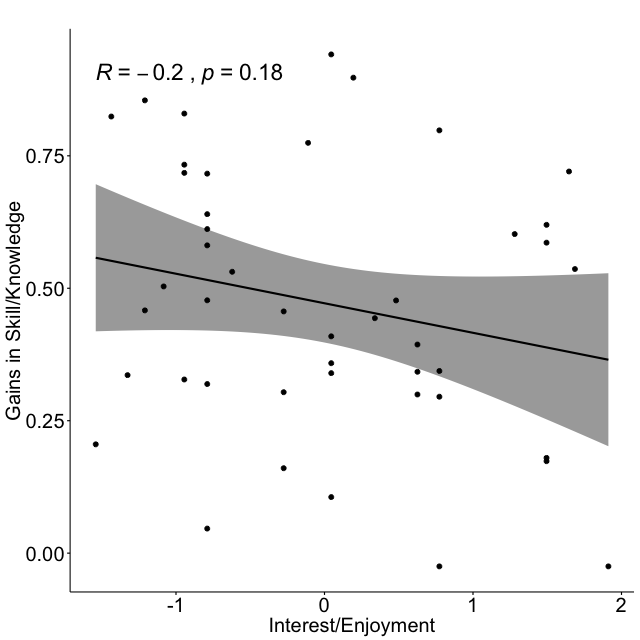 R = −0.2 , p = 0.18
Gains in Skill/Knowledge
0.75
0.50
0.25
0.00
-1 0 1 2
Interest/Enjoyment